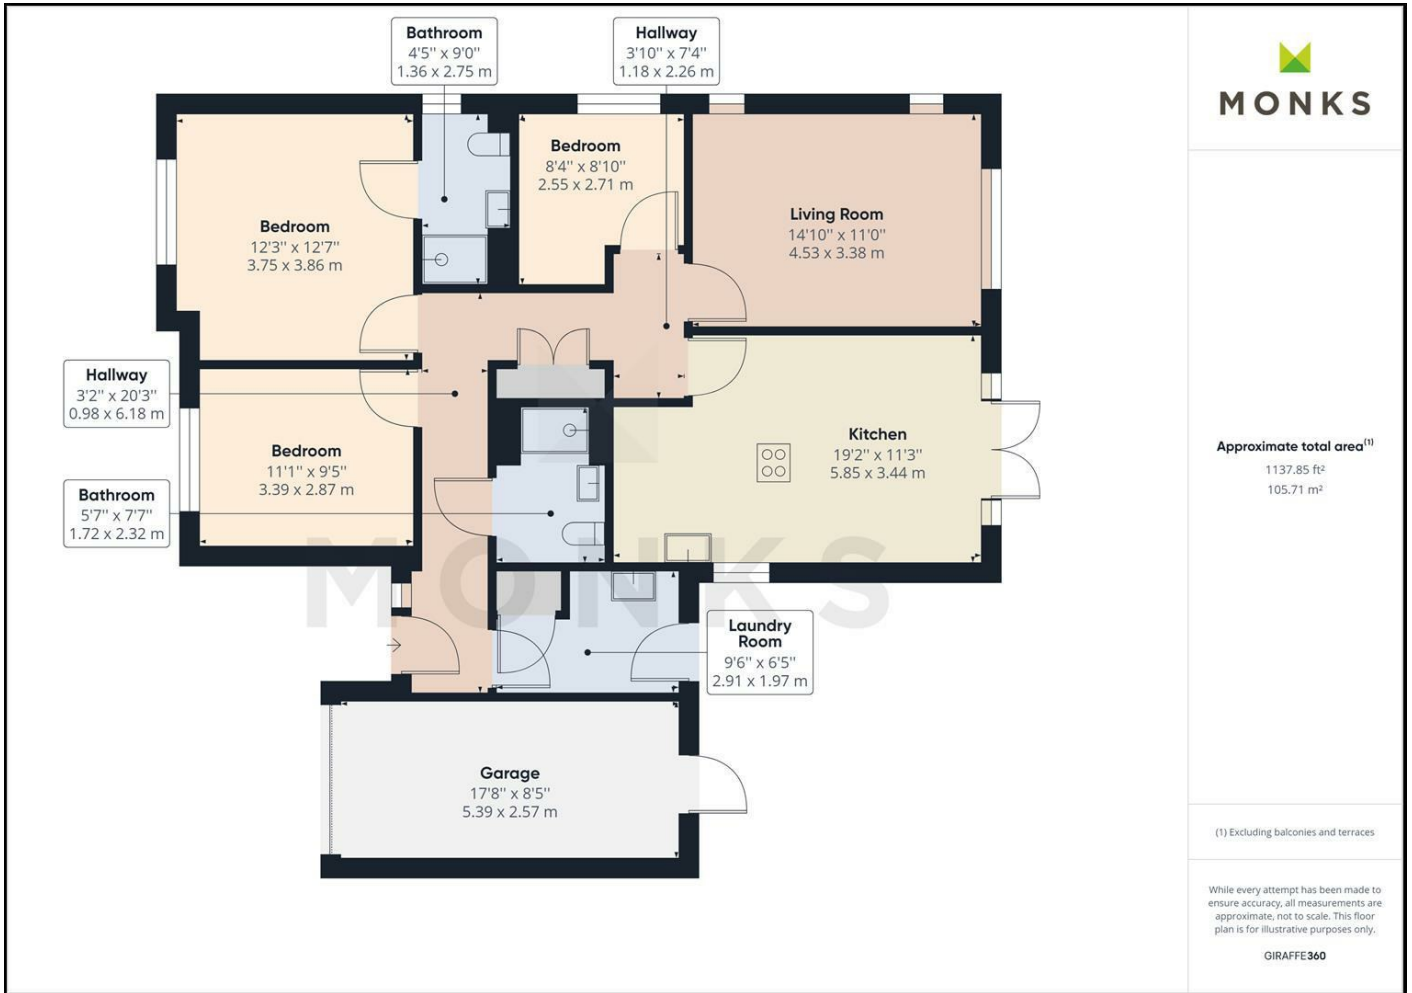 Bathroom
4'5" x 9'0"
1.36 x 2.75 m
Hallway
3'10" x 7'4"
1.18 x 2.26 m
MONKS
Bedroom
12'3" x 12'7"
3.75 x 3.86 m
Bedroom
8'4" x 8'10"
2.55 x 2.71 m
Living Room
14'10" x 11'0"
4.53 x 3.38 m
Hallway
3'2" x 20'3"
0.98 x 6.18 m
Bedroom
11'1" x 9'5"
3.39 x 2.87 m
Kitchen
19'2" x 11'3"
5.85 x 3.44 m
Bathroom
5'7" x 7'7"
1.72 x 2.32 m
MONKS
Laundry
Room
9'6" x 6'5"
2.91 x 1.97 m
Garage
17'8" x 8'5"
5.39 x 2.57 m
Approximate total area(1)
1137.85 ft²
105.71 m²
(1) Excluding balconies and terraces
While every attempt has been made to
ensure accuracy, all measurements are
approximate, not to scale. This floor
plan is for illustrative purposes only.
GIRAFFE360